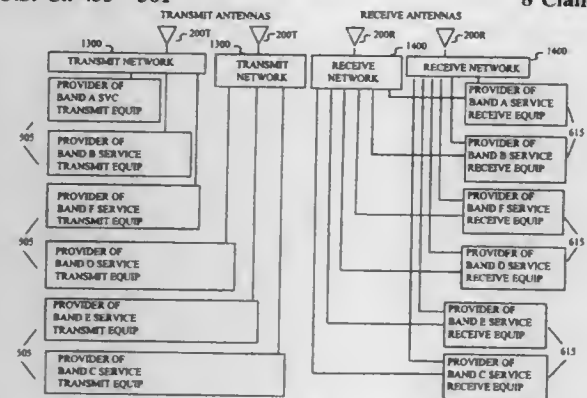 8 Clai
TRANSMIT ANTENNAS
RECEIVE ANTENNAS
1300
200T
1300
200T
200R
1400
200R
1400
TRANSMIT NETWORK
TRANSMIT
NETWORK
RECEIVE
NETWORK
RECEIVE NETWORK
PROVIDER OF
BAND A SVC
TRANSMIT EQUIP
PROVIDER OF
BAND A SERVICE
RECEIVE EQUIP
505
615
PROVIDER OF
BAND B SERVICE
TRANSMIT EQUIP
PROVIDER OF
BAND B SERVICE
RECEIVE EQUIP
PROVIDER OF
BAND F SERVICE
TRANSMIT EQUIP
PROVIDER OF
BAND F SERVICE
RECEIVE EQUIP
505
615
PROVIDER OF
BAND D SERVICE
TRANSMIT EQUIP
PROVIDER OF
BAND D SERVICE
RECEIVE EQUIP
PROVIDER OF
BAND E SERVICE
TRANSMIT EQUIP
PROVIDER OF
BAND E SERVICE
RECEIVE EQUIP
505
615
PROVIDER OF
BAND C SERVICE
TRANSMIT EQUIP
PROVIDER OF
BAND C SERVICE
RECEIVE EQUIP